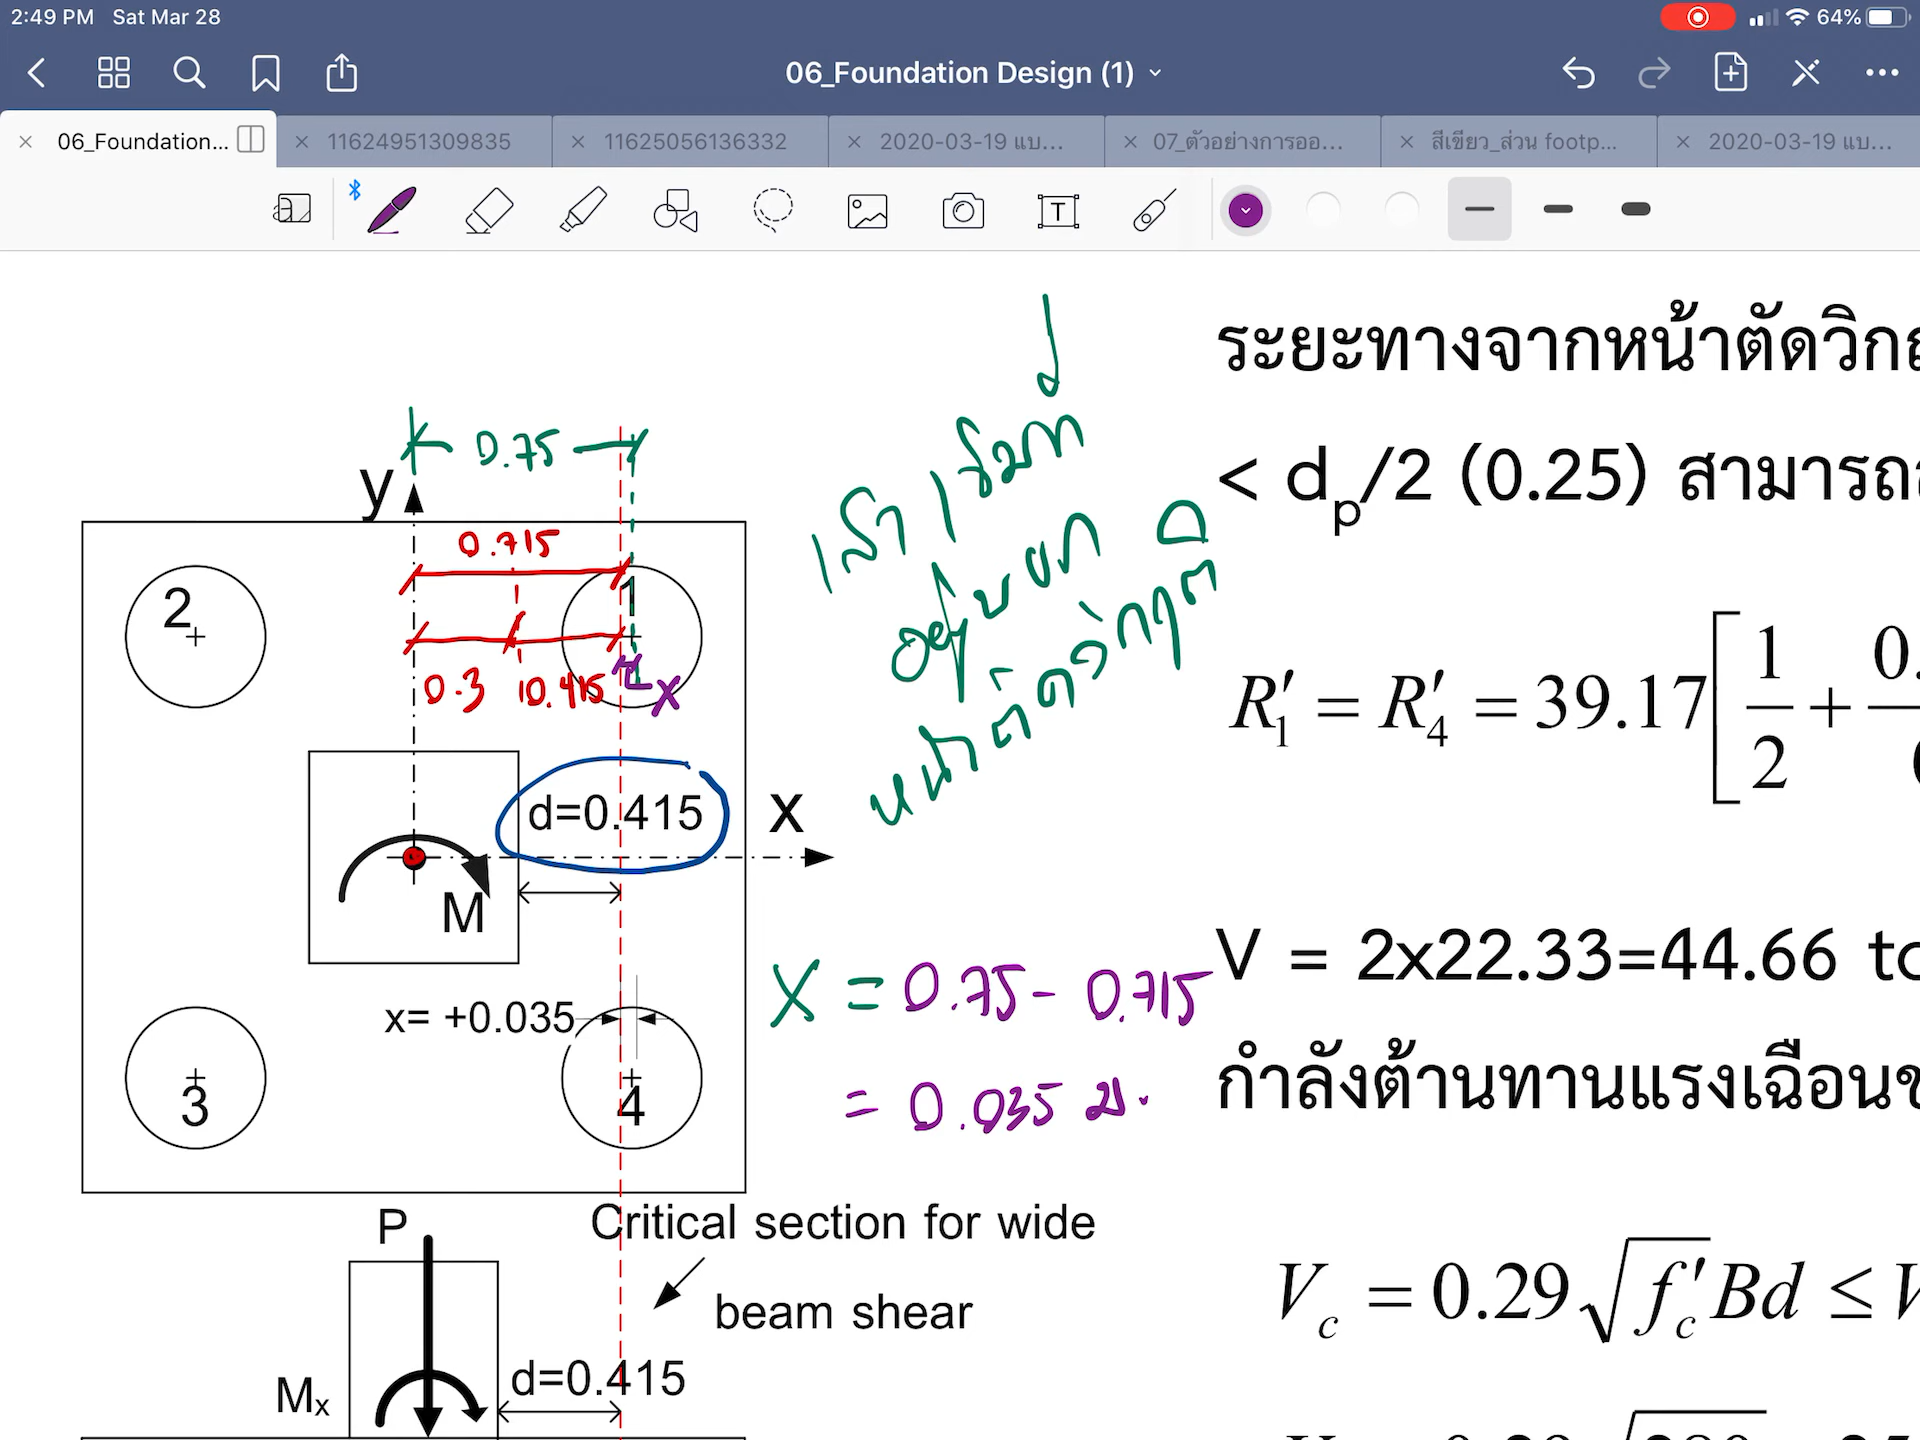 2:49 PM Sat Mar 28
64%
06_Foundation Design (1)
06_Foundation...
11624951309835
11625056136332
2020-03-19 แบ...
07_ตัวอย่างการออ...
สีเขียว_ส่วน footp...
2020-03-19 แบ...
T
0.75
y
0.715
2
1
0.3
0.415
x
d=0.415
x
M
x= +0.035
3
4
เสาเข็มที่
อยู่นอก
หน้าตัดวิกฤต
X = 0.75 - 0.715
= 0.035 ม.
P
Critical section for wide
beam shear
Mx
d=0.415
ระยะทางจากหน้าตัดวิก
< dp/2 (0.25) สามารถ
R′1 = R′4 = 39.17[1/2 + 0.
V = 2x22.33=44.66 to
กำลังต้านทานแรงเฉือนข
Vc = 0.29√f′c Bd ≤ V